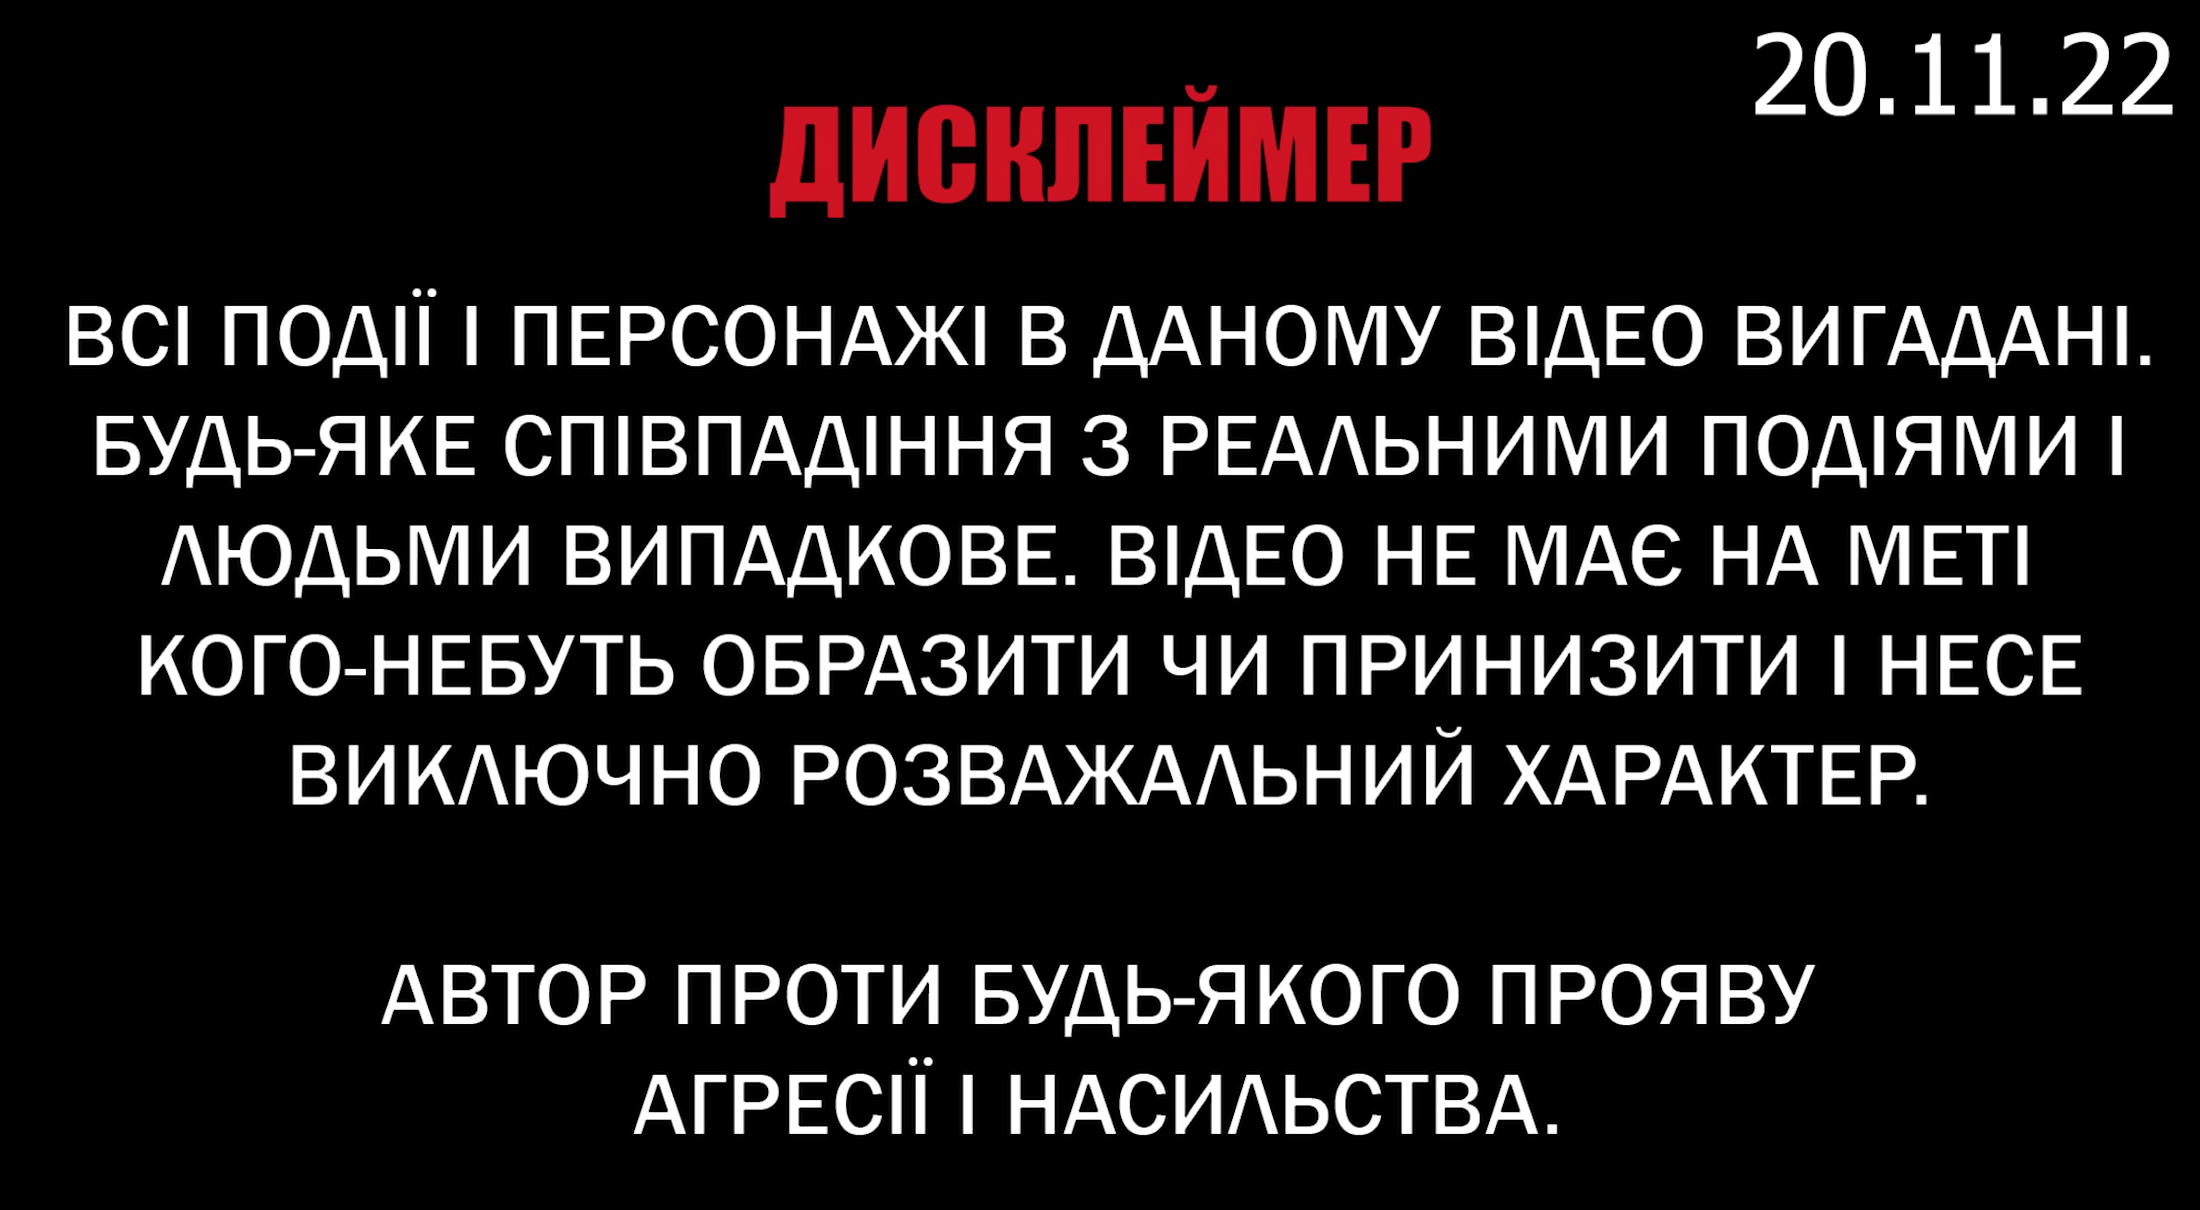 20.11.22
ДИСКЛЕЙМЕР
ВСІ ПОДІЇ І ПЕРСОНАЖІ В ДАНОМУ ВІДЕО ВИГАДАНІ.
БУДЬ-ЯКЕ СПІВПАДІННЯ З РЕАЛЬНИМИ ПОДІЯМИ І
ЛЮДЬМИ ВИПАДКОВЕ. ВІДЕО НЕ МАЄ НА МЕТІ
КОГО-НЕБУТЬ ОБРАЗИТИ ЧИ ПРИНИЗИТИ І НЕСЕ
ВИКЛЮЧНО РОЗВАЖАЛЬНИЙ ХАРАКТЕР.
АВТОР ПРОТИ БУДЬ-ЯКОГО ПРОЯВУ
АГРЕСІЇ І НАСИЛЬСТВА.